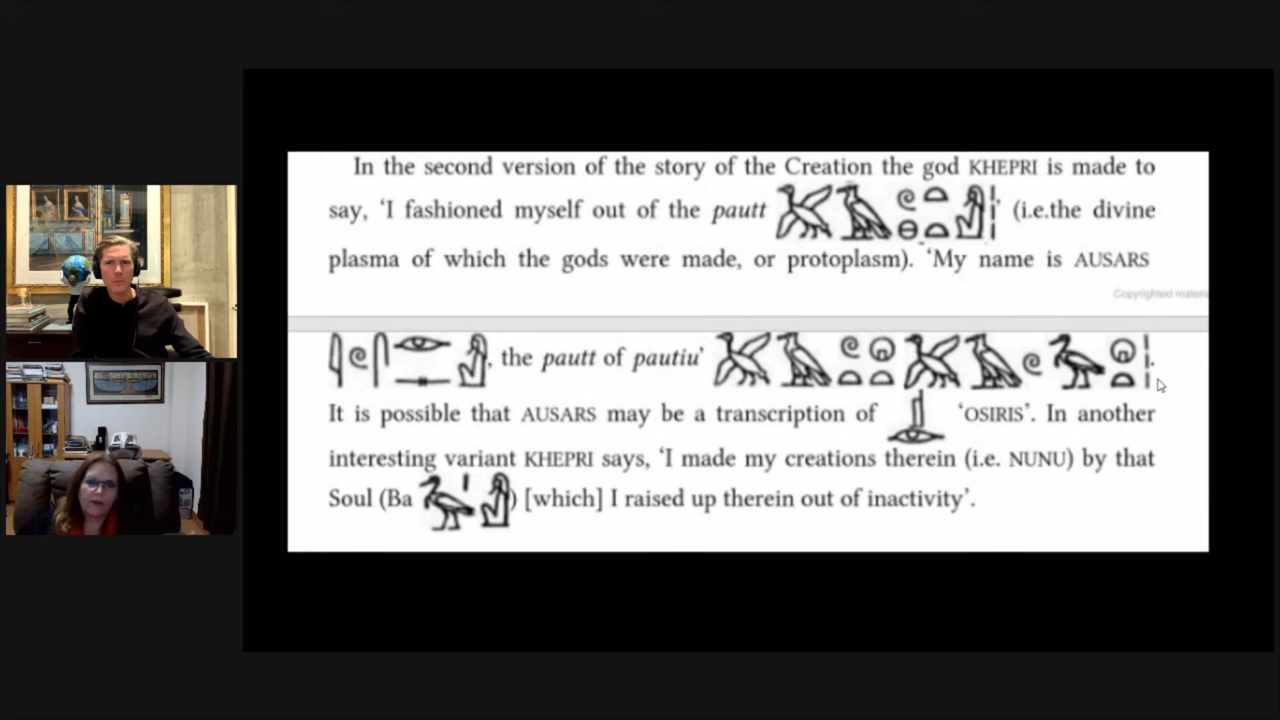 In the second version of the story of the Creation the god KHEPRI is made to
say, ‘I fashioned myself out of the pautt (i.e.the divine
plasma of which the gods were made, or protoplasm). ‘My name is AUSARS
Copyrighted materi
, the pautt of pautiu’ .
It is possible that AUSARS may be a transcription of ‘OSIRIS’. In another
interesting variant KHEPRI says, ‘I made my creations therein (i.e. NUNU) by that
Soul (Ba ) [which] I raised up therein out of inactivity’.